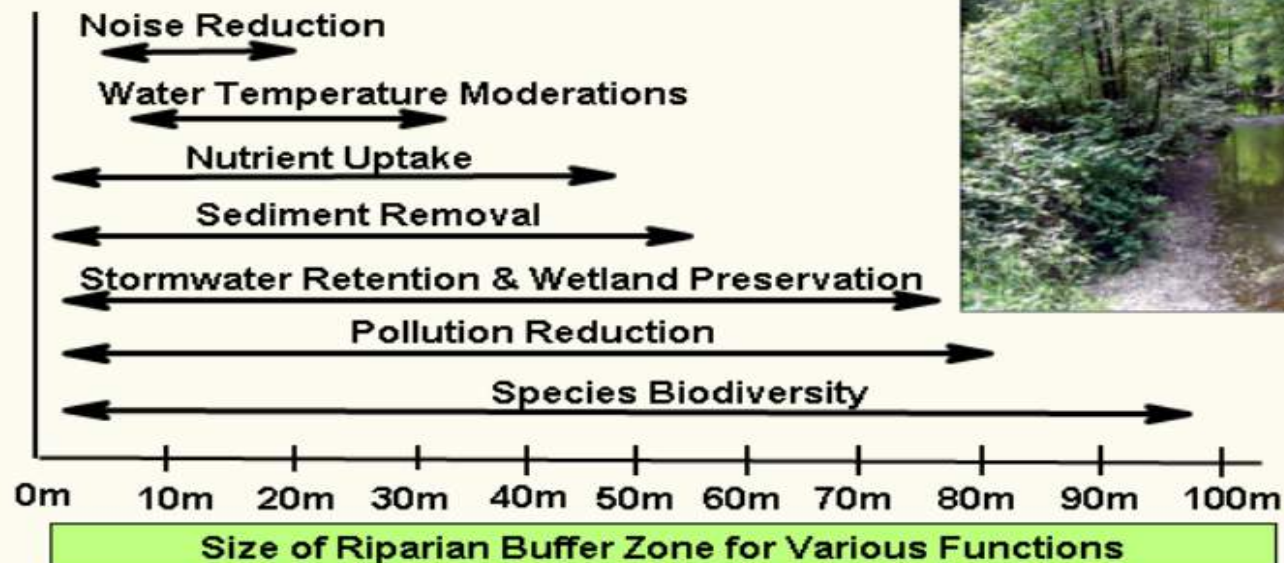 Noise Reduction
Water Temperature Moderations
Nutrient Uptake
Sediment Removal
Stormwater Retention & Wetland Preservation
Pollution Reduction
Species Biodiversity
0m 10m 20m 30m 40m 50m 60m 70m 80m 90m 100m
Size of Riparian Buffer Zone for Various Functions